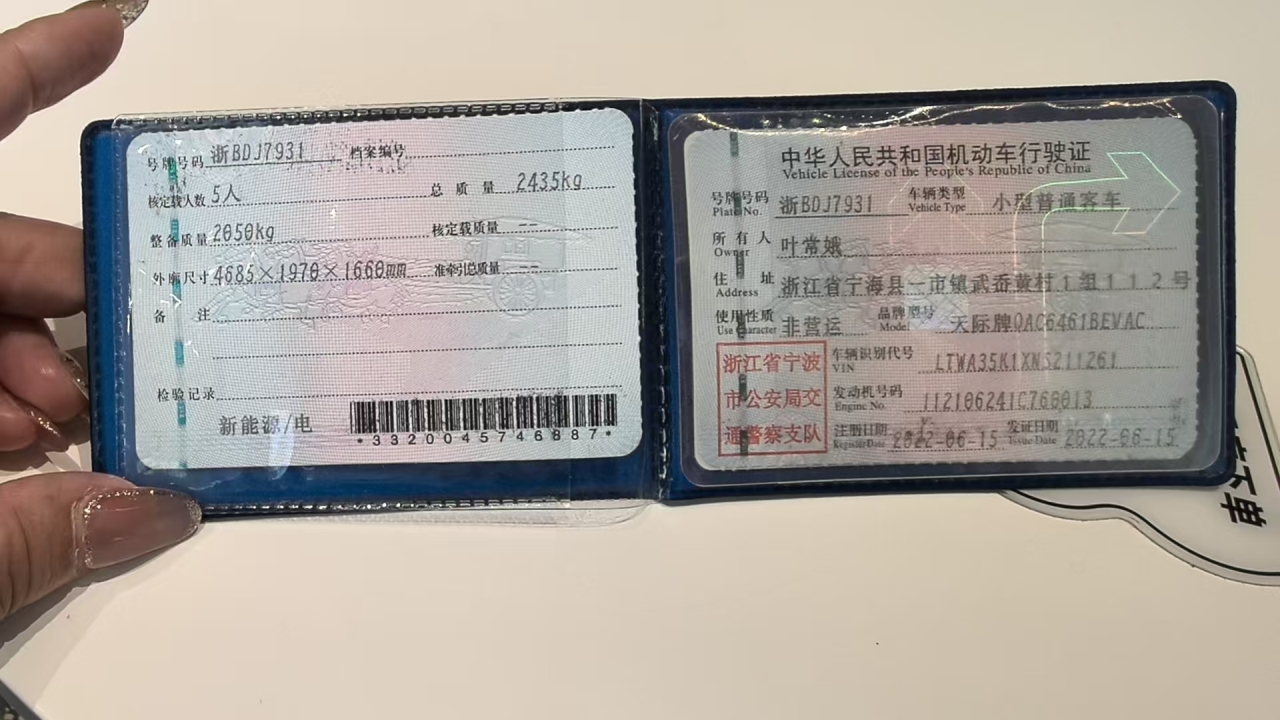 号牌号码 浙BDJ7931 档案编号
核定载人数 5人 总质量 2435kg
整备质量 2050kg 核定载质量 --
外廓尺寸 4685×1970×1660mm 准牵引总质量 --
备注
检验记录
新能源/电
*3320045746887*
中华人民共和国机动车行驶证
Vehicle License of the People's Republic of China
号牌号码 浙BDJ7931 车辆类型 小型普通客车
Plate No. Vehicle Type
所有人 叶常娥
Owner
住址 浙江省宁海县一市镇武岙黄村1组112号
Address
使用性质 非营运 品牌型号 天际牌QAC6461BEVAC
Use Character Model
浙江省宁波
市公安局交
通警察支队
车辆识别代号 LTWA35K1XNS211261
VIN
发动机号码 112106241C760013
Engine No.
注册日期 2022-06-15 发证日期 2022-06-15
Register Date Issue Date
下单